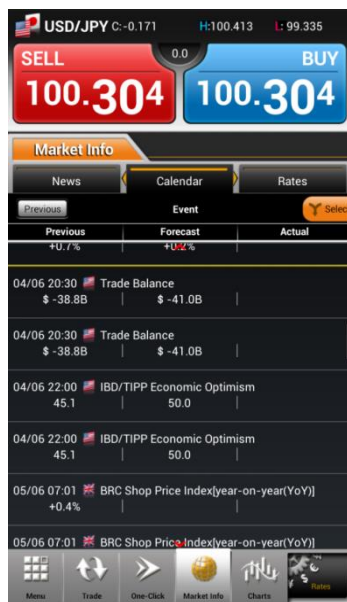 USD/JPY C:-0.171 H:100.413 L:99.335
SELL 0.0 BUY
100.304 100.304
Market Info
News Calendar Rates
Previous Event Selec
Previous Forecast Actual
+0.7% +0.2%
04/06 20:30 Trade Balance
$ -38.8B | $ -41.0B |
04/06 20:30 Trade Balance
$ -38.8B | $ -41.0B |
04/06 22:00 IBD/TIPP Economic Optimism
45.1 | 50.0 |
04/06 22:00 IBD/TIPP Economic Optimism
45.1 | 50.0 |
05/06 07:01 BRC Shop Price Index[year-on-year(YoY)]
+0.4% | |
05/06 07:01 BRC Shop Price Index[year-on-year(YoY)]
Menu Trade One-Click Market Info Charts Rates